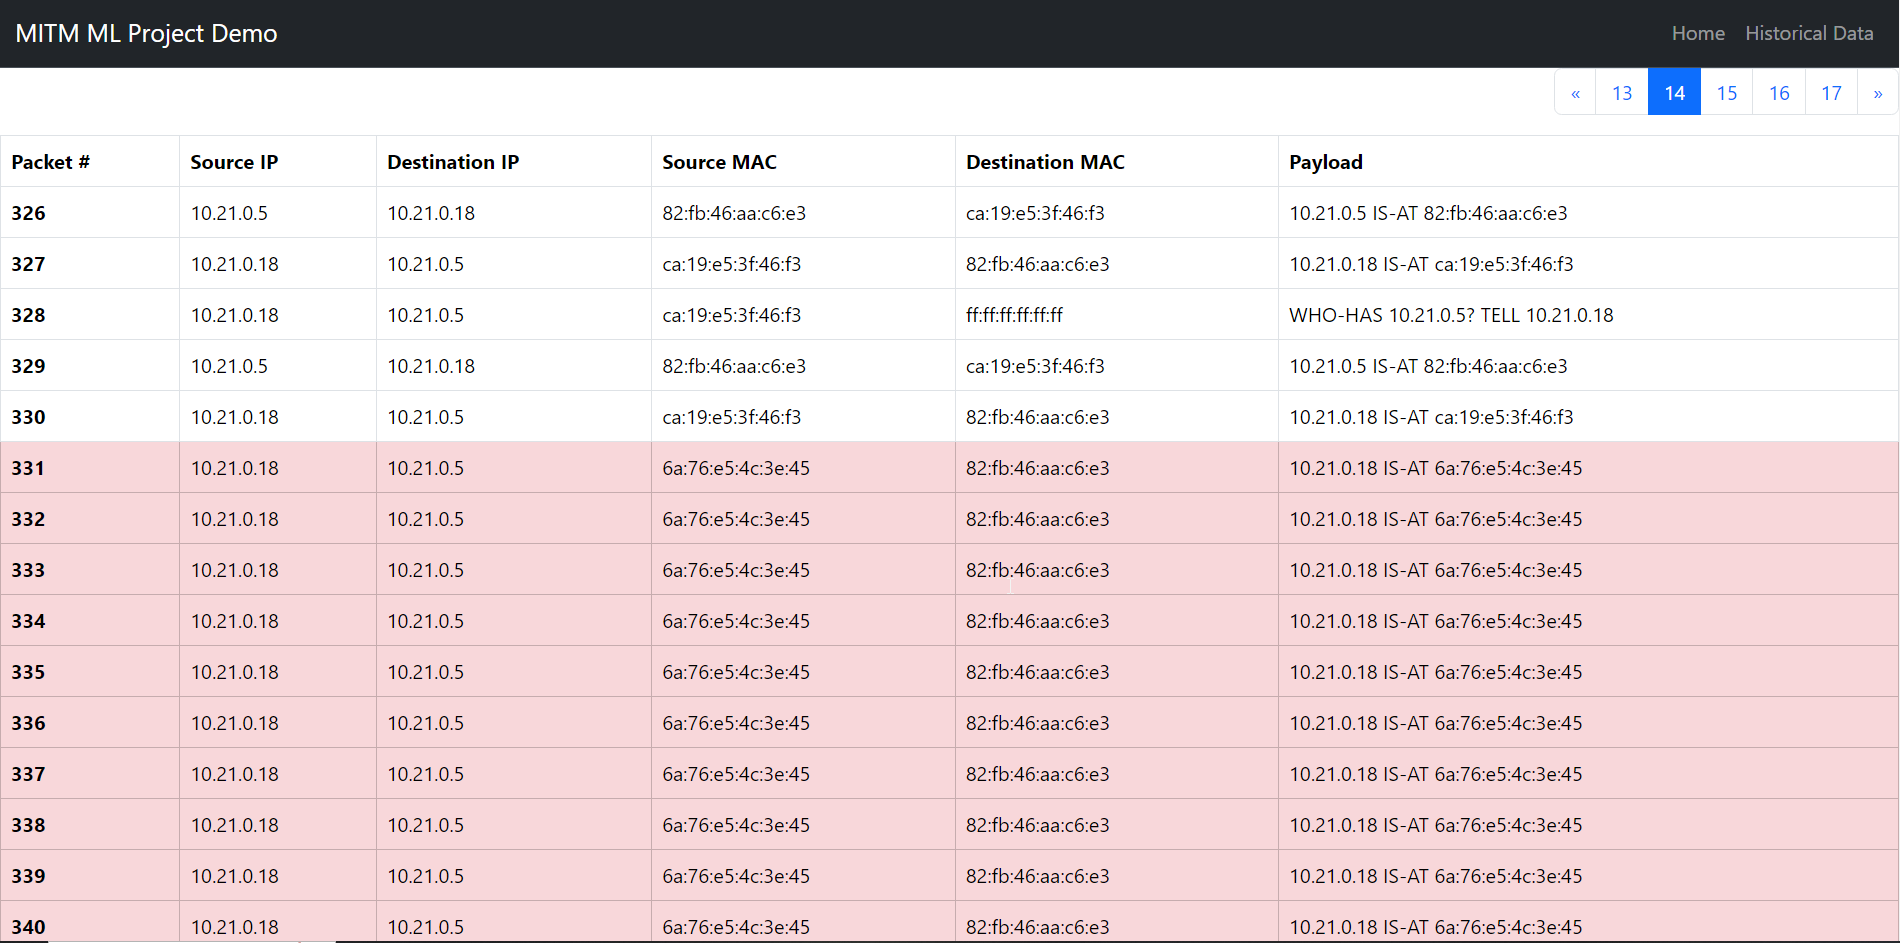 MITM ML Project Demo Home Historical Data
« 13 14 15 16 17 »
Packet # Source IP Destination IP Source MAC Destination MAC Payload
326 10.21.0.5 10.21.0.18 82:fb:46:aa:c6:e3 ca:19:e5:3f:46:f3 10.21.0.5 IS-AT 82:fb:46:aa:c6:e3
327 10.21.0.18 10.21.0.5 ca:19:e5:3f:46:f3 82:fb:46:aa:c6:e3 10.21.0.18 IS-AT ca:19:e5:3f:46:f3
328 10.21.0.18 10.21.0.5 ca:19:e5:3f:46:f3 ff:ff:ff:ff:ff:ff WHO-HAS 10.21.0.5? TELL 10.21.0.18
329 10.21.0.5 10.21.0.18 82:fb:46:aa:c6:e3 ca:19:e5:3f:46:f3 10.21.0.5 IS-AT 82:fb:46:aa:c6:e3
330 10.21.0.18 10.21.0.5 ca:19:e5:3f:46:f3 82:fb:46:aa:c6:e3 10.21.0.18 IS-AT ca:19:e5:3f:46:f3
331 10.21.0.18 10.21.0.5 6a:76:e5:4c:3e:45 82:fb:46:aa:c6:e3 10.21.0.18 IS-AT 6a:76:e5:4c:3e:45
332 10.21.0.18 10.21.0.5 6a:76:e5:4c:3e:45 82:fb:46:aa:c6:e3 10.21.0.18 IS-AT 6a:76:e5:4c:3e:45
333 10.21.0.18 10.21.0.5 6a:76:e5:4c:3e:45 82:fb:46:aa:c6:e3 10.21.0.18 IS-AT 6a:76:e5:4c:3e:45
334 10.21.0.18 10.21.0.5 6a:76:e5:4c:3e:45 82:fb:46:aa:c6:e3 10.21.0.18 IS-AT 6a:76:e5:4c:3e:45
335 10.21.0.18 10.21.0.5 6a:76:e5:4c:3e:45 82:fb:46:aa:c6:e3 10.21.0.18 IS-AT 6a:76:e5:4c:3e:45
336 10.21.0.18 10.21.0.5 6a:76:e5:4c:3e:45 82:fb:46:aa:c6:e3 10.21.0.18 IS-AT 6a:76:e5:4c:3e:45
337 10.21.0.18 10.21.0.5 6a:76:e5:4c:3e:45 82:fb:46:aa:c6:e3 10.21.0.18 IS-AT 6a:76:e5:4c:3e:45
338 10.21.0.18 10.21.0.5 6a:76:e5:4c:3e:45 82:fb:46:aa:c6:e3 10.21.0.18 IS-AT 6a:76:e5:4c:3e:45
339 10.21.0.18 10.21.0.5 6a:76:e5:4c:3e:45 82:fb:46:aa:c6:e3 10.21.0.18 IS-AT 6a:76:e5:4c:3e:45
340 10.21.0.18 10.21.0.5 6a:76:e5:4c:3e:45 82:fb:46:aa:c6:e3 10.21.0.18 IS-AT 6a:76:e5:4c:3e:45